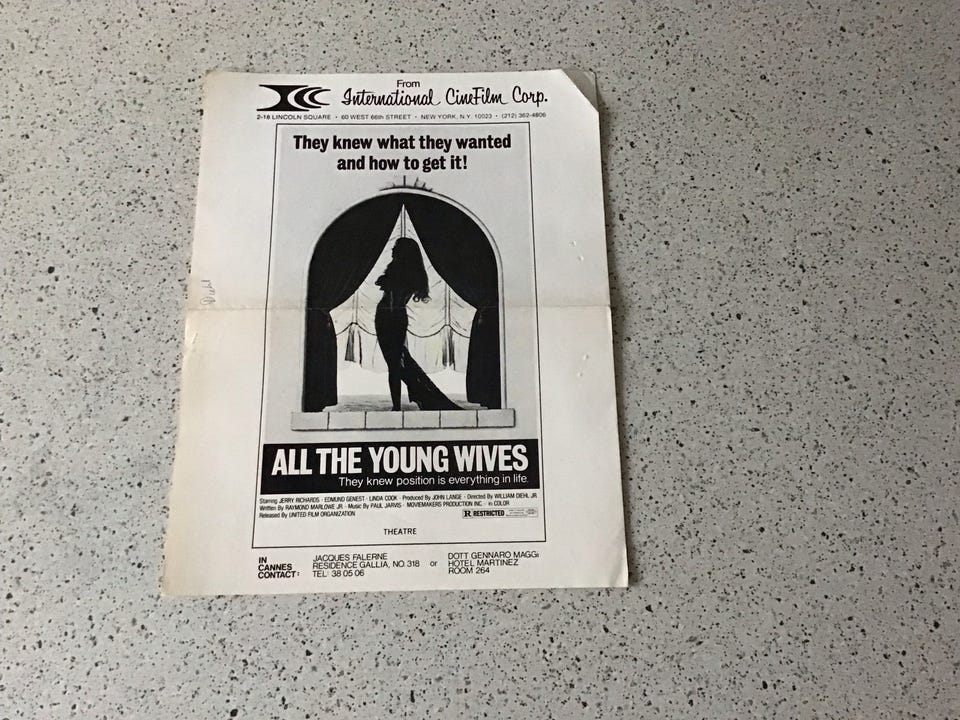 From
International CineFilm Corp.
2-18 LINCOLN SQUARE • 60 WEST 66th STREET • NEW YORK, N.Y. 10023 • (212) 362-4806
They knew what they wanted
and how to get it!
ALL THE YOUNG WIVES
They knew position is everything in life.
Starring JERRY RICHARDS · EDMUND GENEST · LINDA COOK · Produced By JOHN LANGE · Directed By WILLIAM DIEHL JR.
Written By RAYMOND MARLOWE JR. · Music By PAUL JARVIS · MOVIEMAKERS PRODUCTION INC. · in COLOR
Released By UNITED FILM ORGANIZATION
R RESTRICTED
THEATRE
IN CANNES CONTACT:
JACQUES FALERNE
RESIDENCE GALLIA, NO. 318
TEL: 38 05 06
or
DOTT GENNARO MAGGI
HOTEL MARTINEZ
ROOM 264